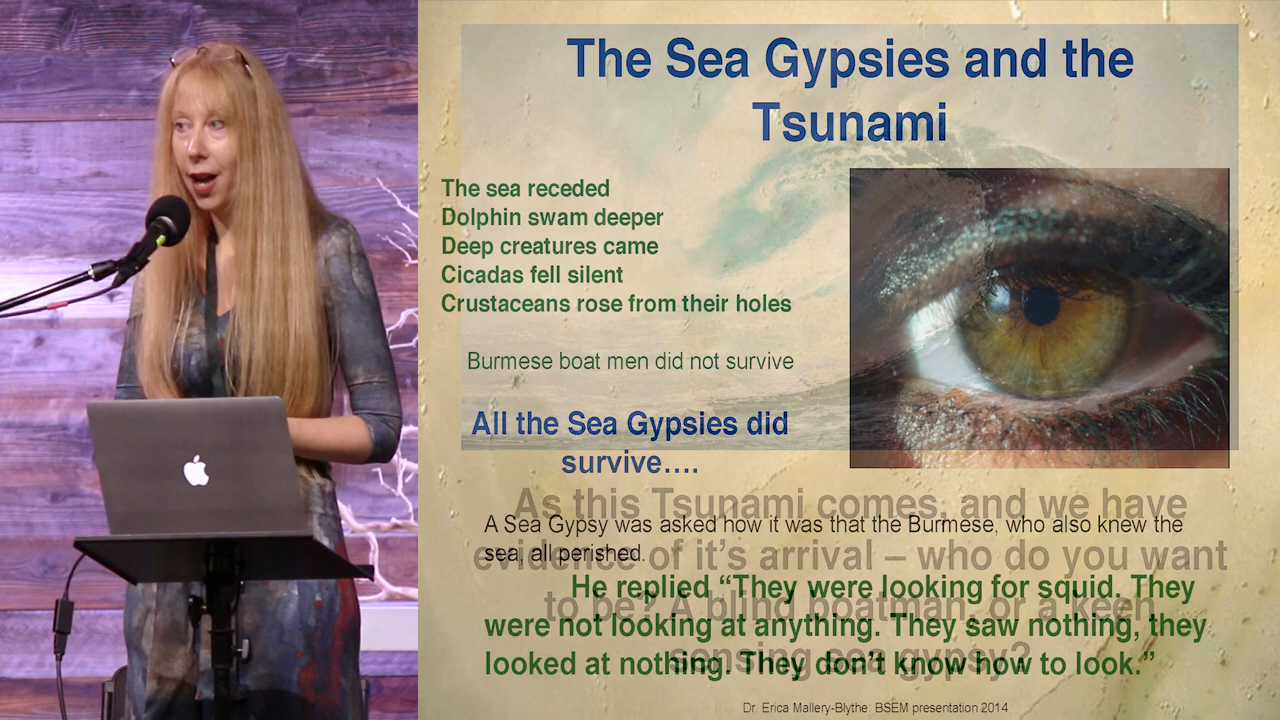 The Sea Gypsies and the
Tsunami
The sea receded
Dolphin swam deeper
Deep creatures came
Cicadas fell silent
Crustaceans rose from their holes
Burmese boat men did not survive
All the Sea Gypsies did
survive....
As this Tsunami comes, and we have
evidence of it’s arrival – who do you want
to be? A blind boatman, or a keen
sensing sea gypsy?
A Sea Gypsy was asked how it was that the Burmese, who also knew the
sea, all perished.
He replied “They were looking for squid. They
were not looking at anything. They saw nothing, they
looked at nothing. They don’t know how to look.”
Dr. Erica Mallery-Blythe: BSEM presentation 2014